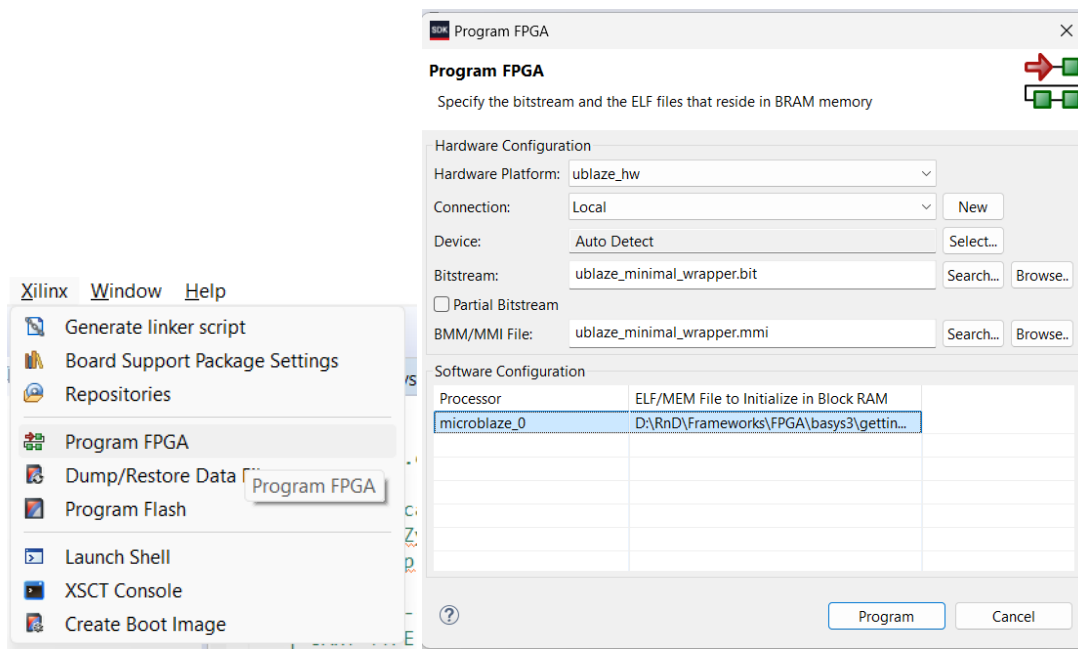 Xilinx Window Help
Generate linker script
Board Support Package Settings
Repositories
Program FPGA
Dump/Restore Data
Program FPGA
Program Flash
Launch Shell
XSCT Console
Create Boot Image
SDK Program FPGA
Program FPGA
Specify the bitstream and the ELF files that reside in BRAM memory
Hardware Configuration
Hardware Platform: ublaze_hw
Connection: Local New
Device: Auto Detect Select...
Bitstream: ublaze_minimal_wrapper.bit Search... Browse..
Partial Bitstream
BMM/MMI File: ublaze_minimal_wrapper.mmi Search... Browse..
Software Configuration
Processor ELF/MEM File to Initialize in Block RAM
microblaze_0 D:\RnD\Frameworks\FPGA\basys3\gettin...
Program Cancel